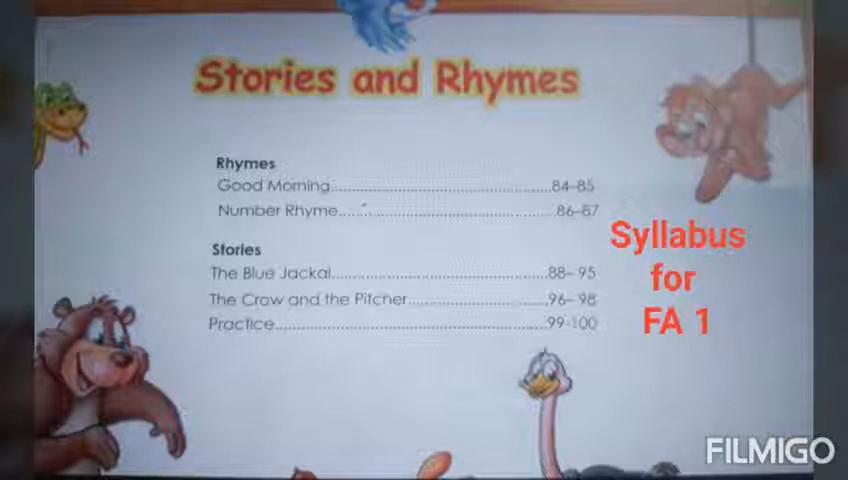 Stories and Rhymes
Rhymes
Good Morning..........................................84-85
Number Rhyme..........................................86-87
Stories
The Blue Jackal..........................................88-95
The Crow and the Pitcher...........................96-98
Practice.....................................................99-100
Syllabus
for
FA 1
FILMIGO